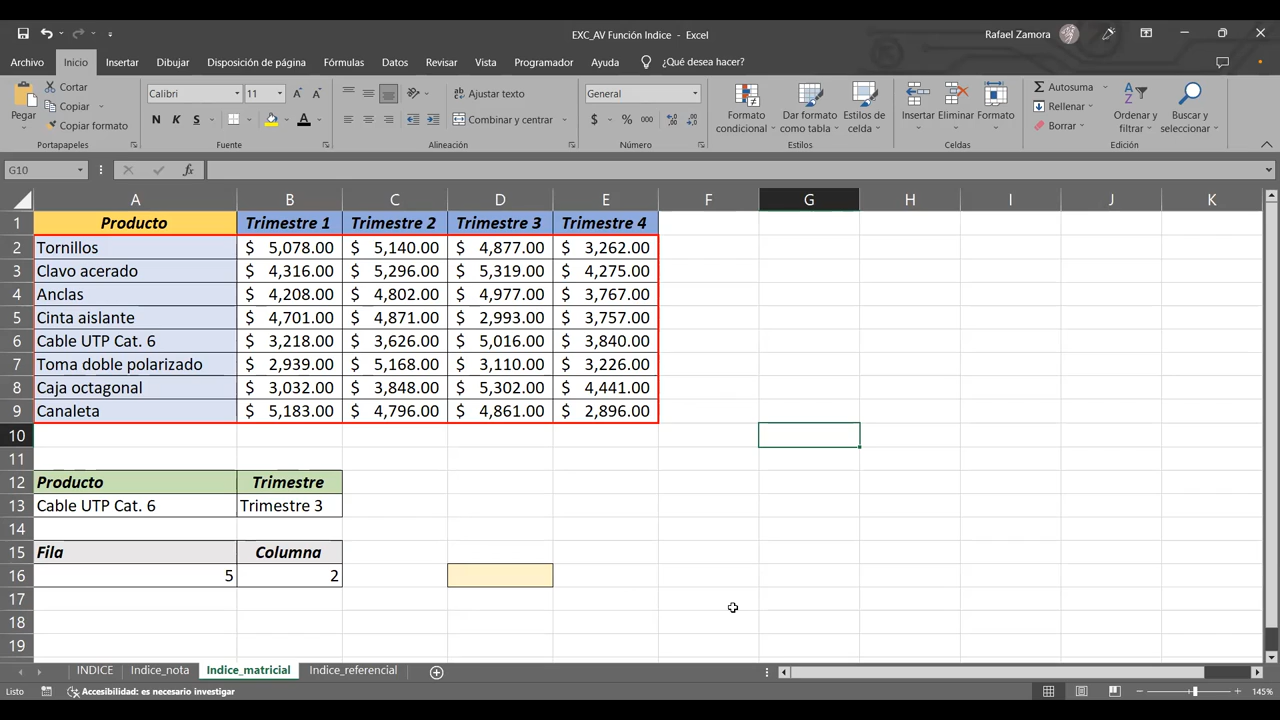 EXC_AV Función Indice - Excel
Rafael Zamora
Archivo Inicio Insertar Dibujar Disposición de página Fórmulas Datos Revisar Vista Programador Ayuda ¿Qué desea hacer?
Pegar
Cortar
Copiar
Copiar formato
Portapapeles
Calibri 11
N K S A
Fuente
Ajustar texto
Combinar y centrar
Alineación
General
$ % 000
Número
Formato condicional
Dar formato como tabla
Estilos de celda
Estilos
Insertar Eliminar Formato
Celdas
Autosuma
Rellenar
Borrar
Ordenar y filtrar
Buscar y seleccionar
Edición
G10 fx
A B C D E F G H I J K
1 Producto Trimestre 1 Trimestre 2 Trimestre 3 Trimestre 4
2 Tornillos $ 5,078.00 $ 5,140.00 $ 4,877.00 $ 3,262.00
3 Clavo acerado $ 4,316.00 $ 5,296.00 $ 5,319.00 $ 4,275.00
4 Anclas $ 4,208.00 $ 4,802.00 $ 4,977.00 $ 3,767.00
5 Cinta aislante $ 4,701.00 $ 4,871.00 $ 2,993.00 $ 3,757.00
6 Cable UTP Cat. 6 $ 3,218.00 $ 3,626.00 $ 5,016.00 $ 3,840.00
7 Toma doble polarizado $ 2,939.00 $ 5,168.00 $ 3,110.00 $ 3,226.00
8 Caja octagonal $ 3,032.00 $ 3,848.00 $ 5,302.00 $ 4,441.00
9 Canaleta $ 5,183.00 $ 4,796.00 $ 4,861.00 $ 2,896.00
10
11
12 Producto Trimestre
13 Cable UTP Cat. 6 Trimestre 3
14
15 Fila Columna
16 5 2
17
18
19
INDICE Indice_nota Indice_matricial Indice_referencial
Listo Accesibilidad: es necesario investigar 145%